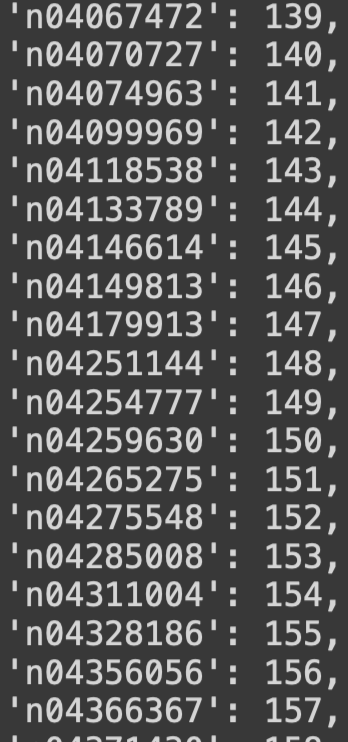 'n04067472': 139,
'n04070727': 140,
'n04074963': 141,
'n04099969': 142,
'n04118538': 143,
'n04133789': 144,
'n04146614': 145,
'n04149813': 146,
'n04179913': 147,
'n04251144': 148,
'n04254777': 149,
'n04259630': 150,
'n04265275': 151,
'n04275548': 152,
'n04285008': 153,
'n04311004': 154,
'n04328186': 155,
'n04356056': 156,
'n04366367': 157,